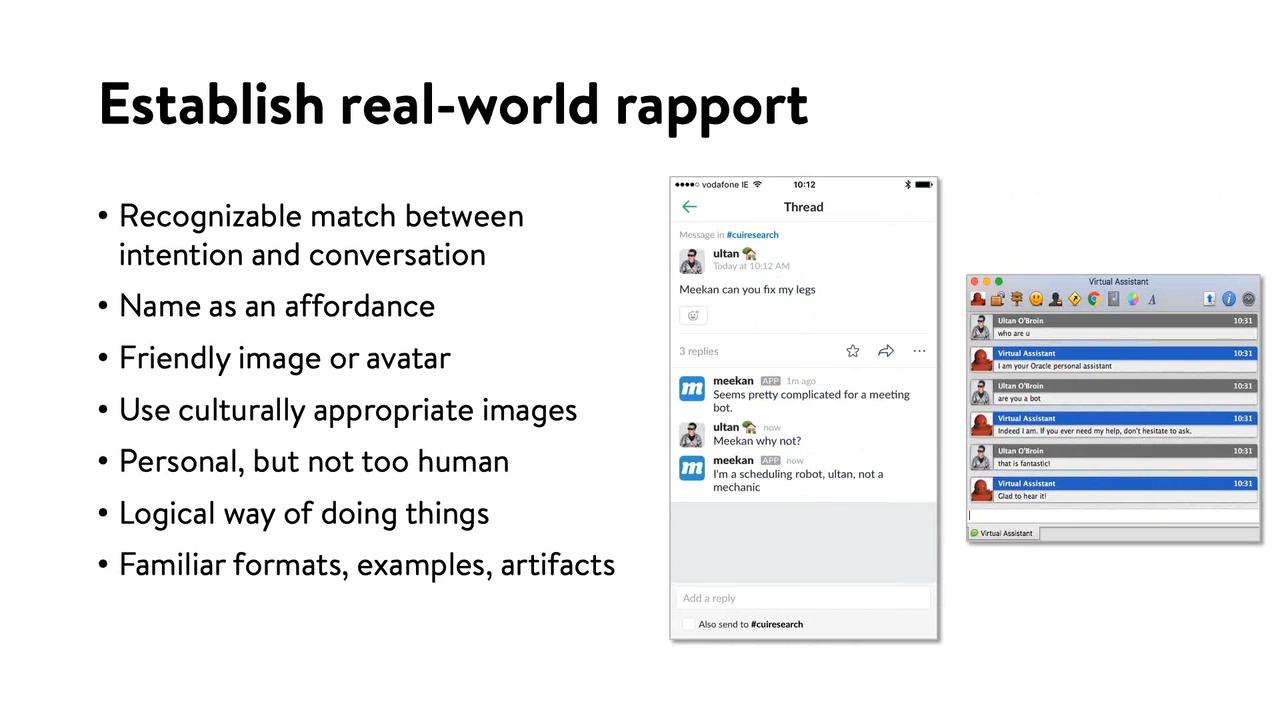 Establish real-world rapport
• Recognizable match between
intention and conversation
• Name as an affordance
• Friendly image or avatar
• Use culturally appropriate images
• Personal, but not too human
• Logical way of doing things
• Familiar formats, examples, artifacts
vodafone IE 10:12
Thread
Message in #cuiresearch
ultan
Today at 10:12 AM
Meekan can you fix my legs
3 replies
m
meekan APP 1m ago
Seems pretty complicated for a meeting
bot.
ultan now
Meekan why not?
m
meekan APP now
I'm a scheduling robot, ultan, not a
mechanic
Add a reply
Also send to #cuiresearch
Virtual Assistant
Ultan O'Broin 10:31
who are u
Virtual Assistant 10:31
I am your Oracle personal assistant
Ultan O'Broin 10:31
are you a bot
Virtual Assistant 10:31
Indeed I am. If you ever need my help, don't hesitate to ask.
Ultan O'Broin 10:31
that is fantastic!
Virtual Assistant 10:31
Glad to hear it!
Virtual Assistant